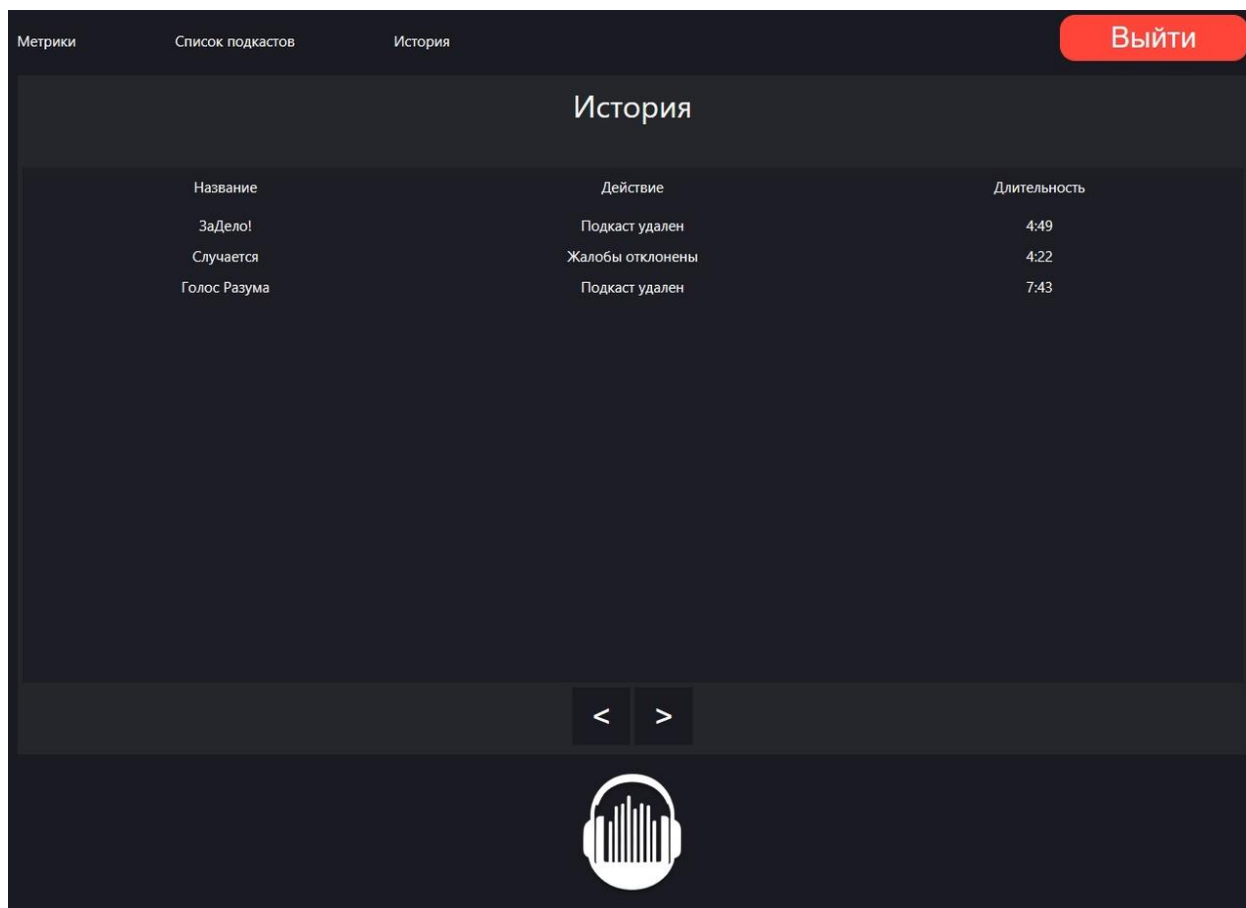 Метрики Список подкастов История Выйти
История
Название Действие Длительность
ЗаДело! Подкаст удален 4:49
Случается Жалобы отклонены 4:22
Голос Разума Подкаст удален 7:43
< >